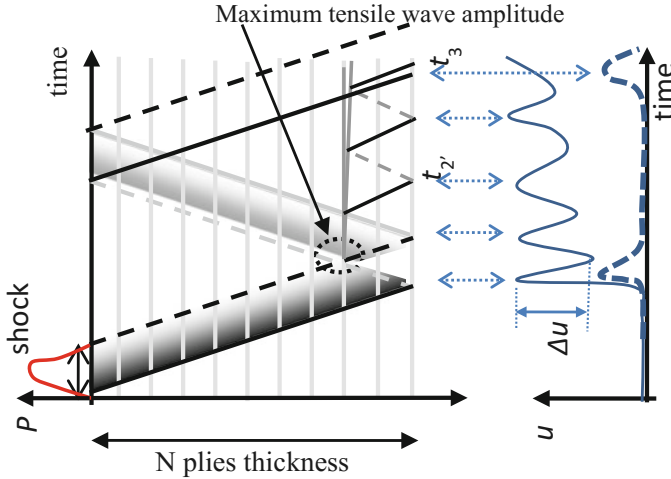 Maximum tensile wave amplitude
time
t3
t2'
time
shock
Δu
P
u
N plies thickness